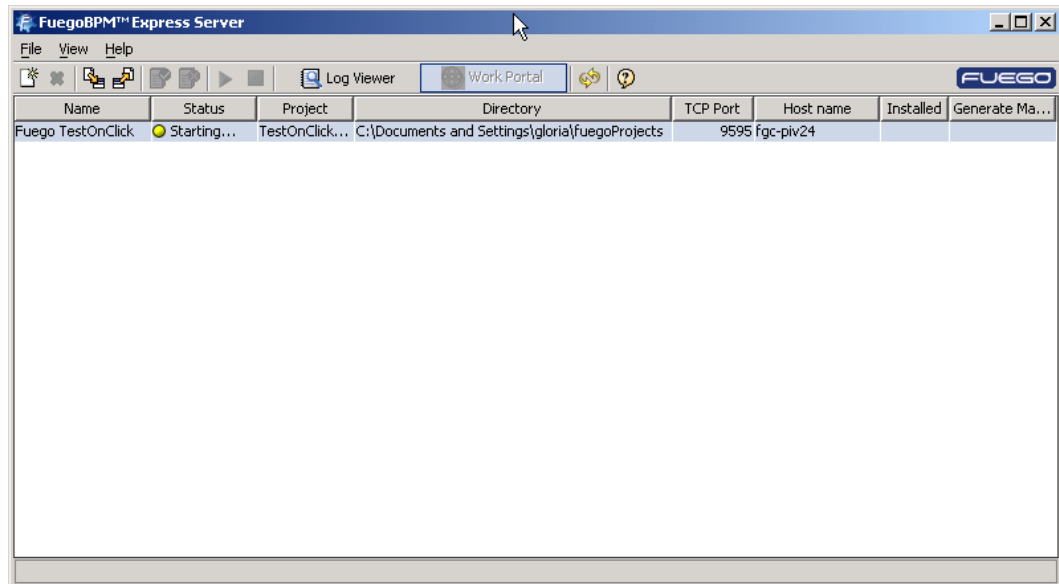 FuegoBPM™ Express Server
File View Help
Log Viewer Work Portal FUEGO
Name Status Project Directory TCP Port Host name Installed Generate Ma...
Fuego TestOnClick Starting... TestOnClick... C:\Documents and Settings\gloria\fuegoProjects 9595 fgc-piv24